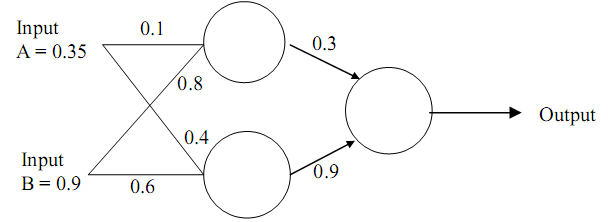 Input
A = 0.35
0.1
0.3
0.8
0.4
Output
Input
B = 0.9
0.6
0.9